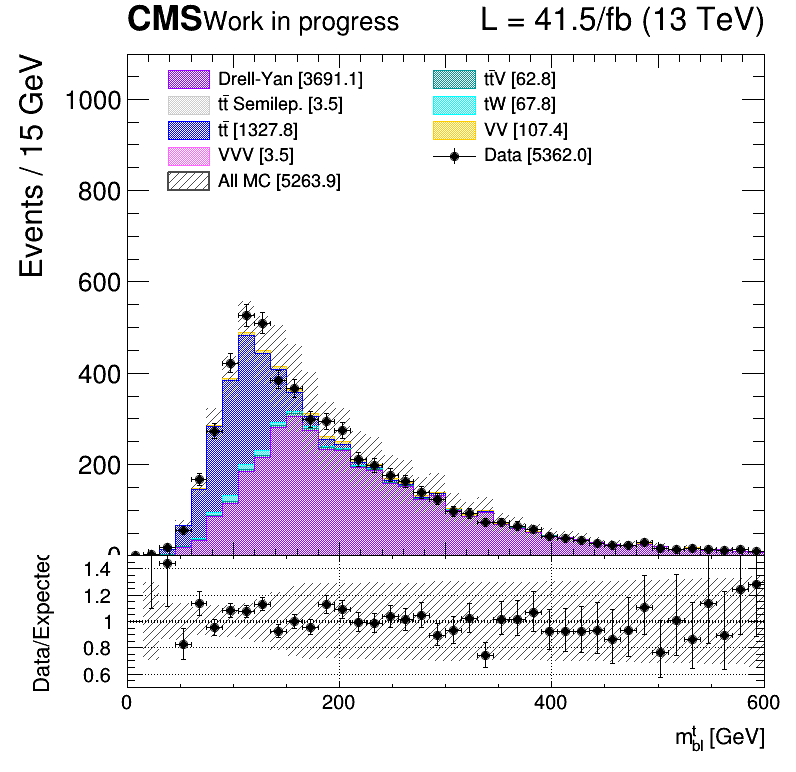 CMS Work in progress L = 41.5/fb (13 TeV)
Events / 15 GeV
Drell-Yan [3691.1]
tt̄ Semilep. [3.5]
tt̄ [1327.8]
VVV [3.5]
All MC [5263.9]
tt̄V [62.8]
tW [67.8]
VV [107.4]
Data [5362.0]
1000
800
600
400
200
0
Data/Expected
1.4
1.2
1
0.8
0.6
0 200 400 600
m^t_bl [GeV]